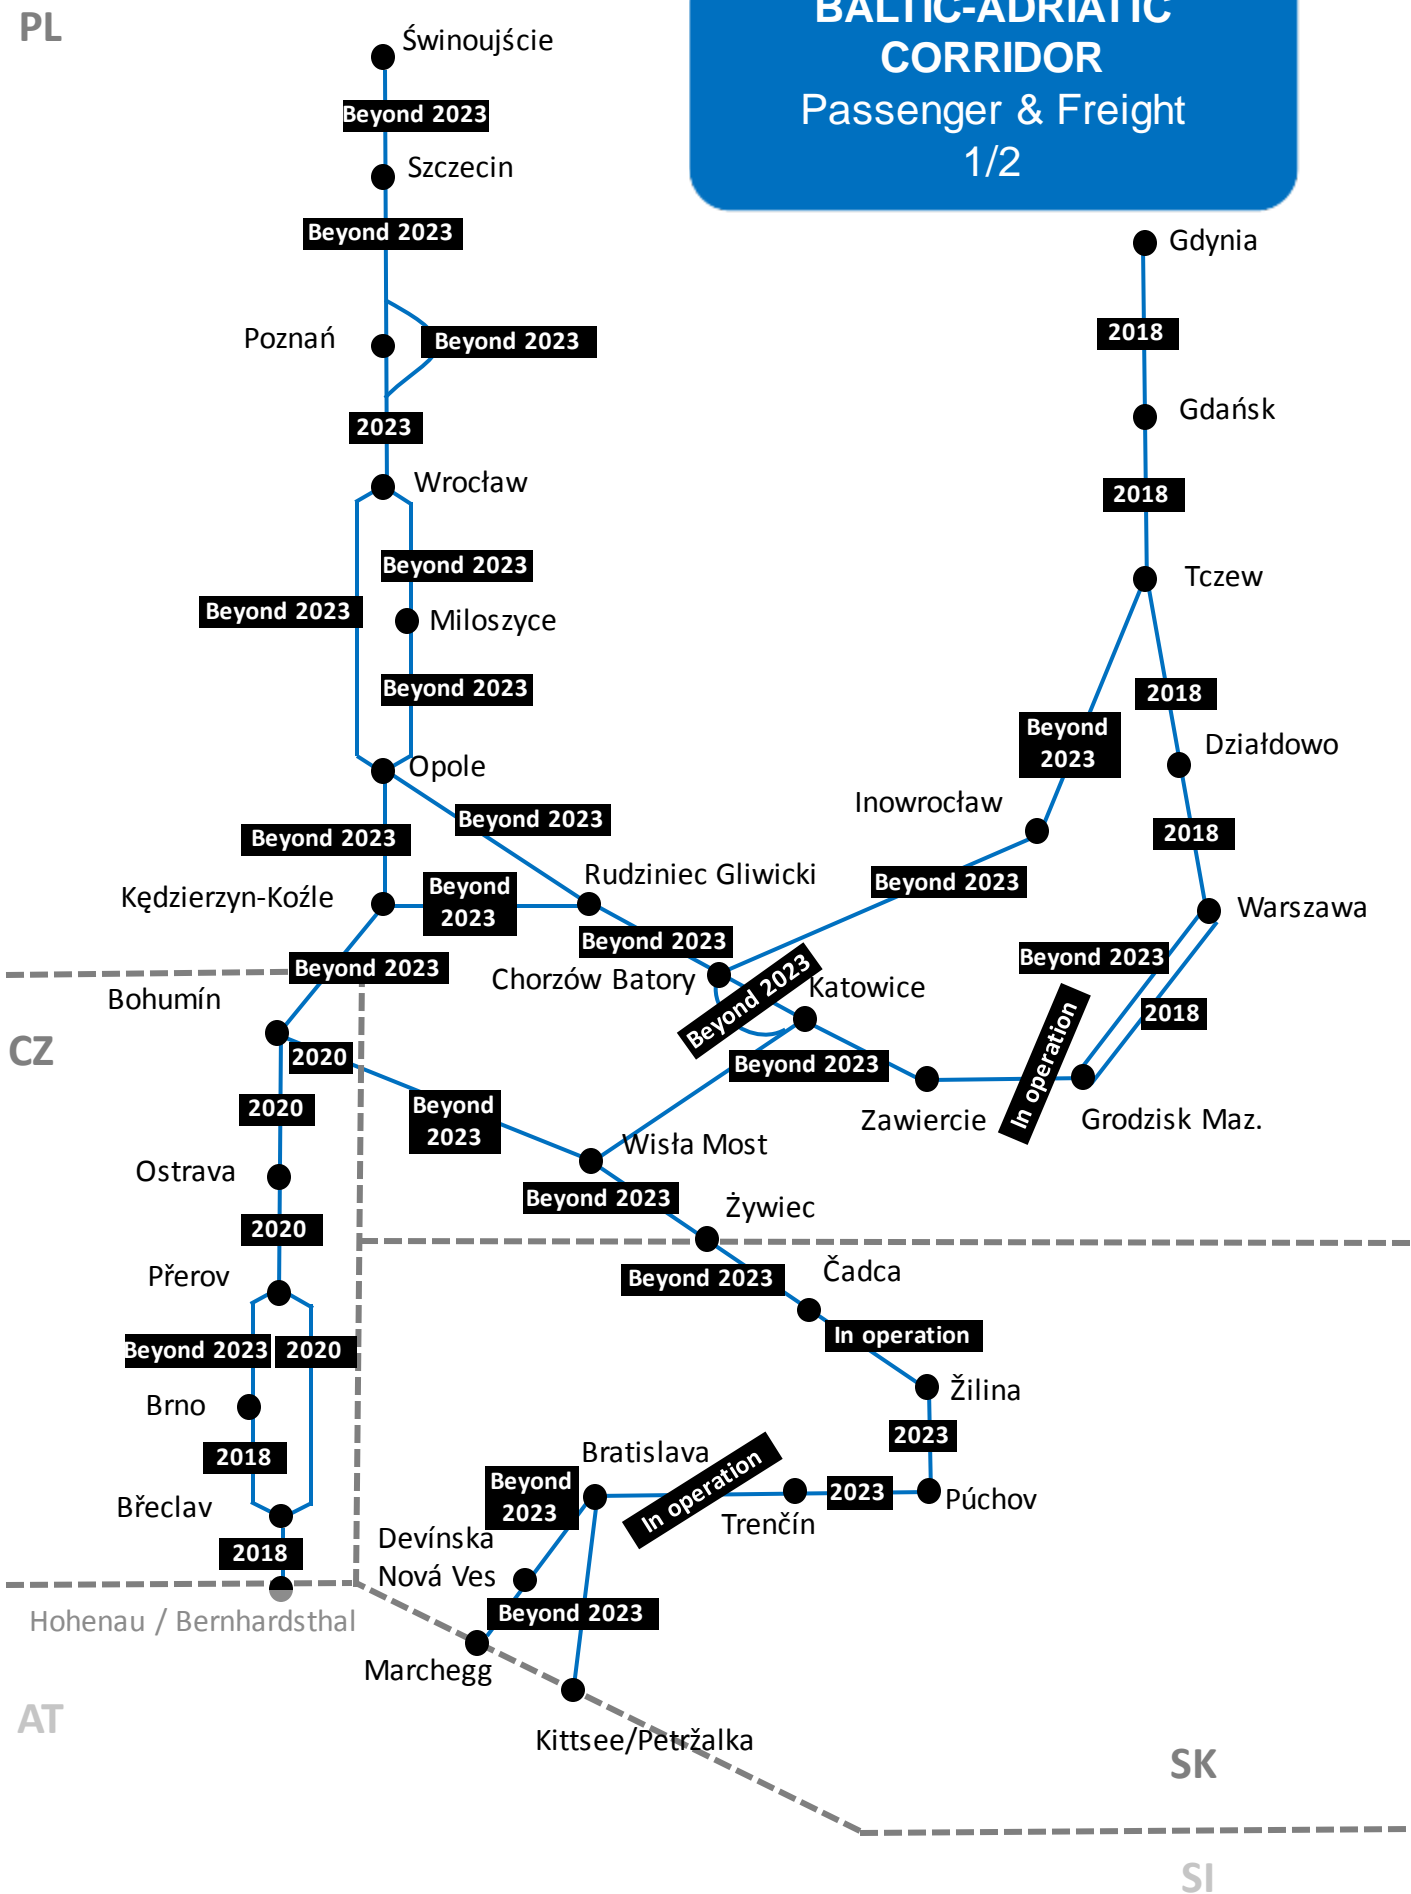 PL
BALTIC-ADRIATIC
CORRIDOR
Passenger & Freight
1/2
Świnoujście
Beyond 2023
Szczecin
Beyond 2023
Gdynia
Poznań
Beyond 2023
2018
2023
Gdańsk
Wrocław
2018
Beyond 2023
Tczew
Beyond 2023
Miloszyce
Beyond 2023
2018
Beyond
2023
Działdowo
Opole
Inowrocław
Beyond 2023
Beyond 2023
2018
Rudziniec Gliwicki
Beyond 2023
Kędzierzyn-Koźle
Beyond
2023
Warszawa
Beyond 2023
Beyond 2023
Beyond 2023
Chorzów Batory
Beyond 2023
Katowice
Bohumín
2018
In operation
CZ
2020
Beyond 2023
2020
Beyond
2023
Zawiercie
Grodzisk Maz.
Wisła Most
Ostrava
Beyond 2023
Żywiec
2020
Přerov
Beyond 2023
Čadca
In operation
Beyond 2023
2020
Brno
Žilina
2018
2023
Bratislava
In operation
Beyond
2023
2023
Púchov
Břeclav
Trenčín
2018
Devínska
Nová Ves
Beyond 2023
Hohenau / Bernhardsthal
Marchegg
AT
Kittsee/Petržalka
SK
SI